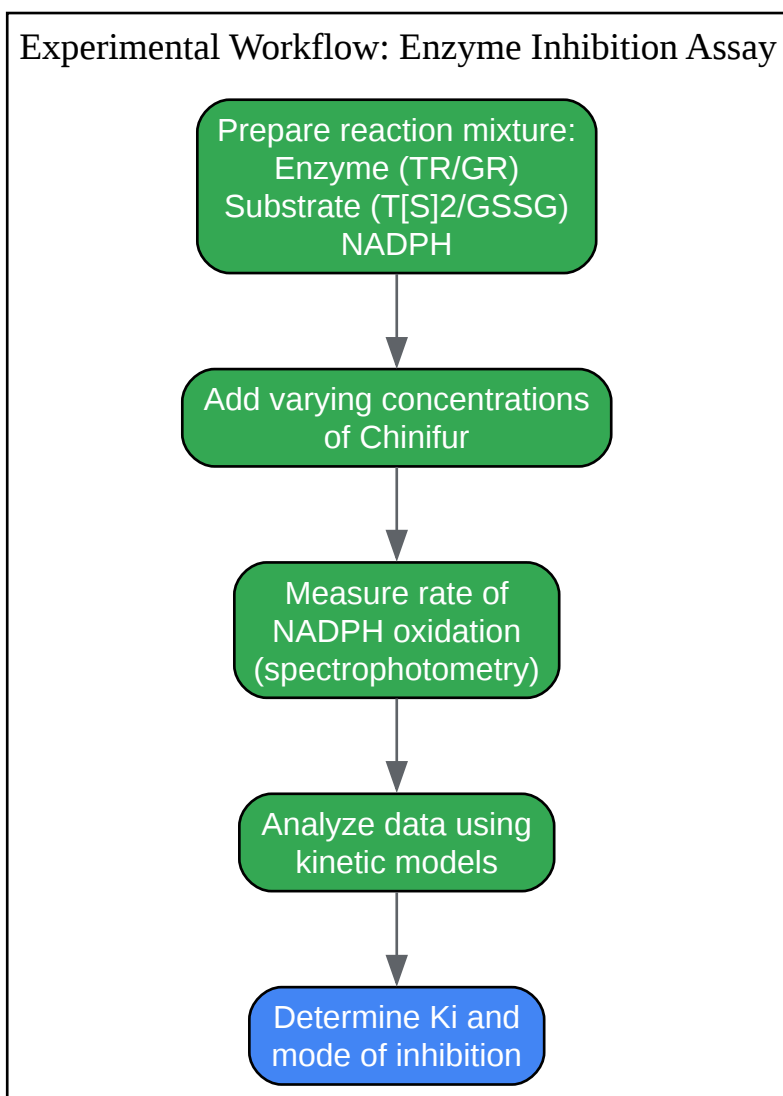 Experimental Workflow: Enzyme Inhibition Assay
Prepare reaction mixture:
Enzyme (TR/GR)
Substrate (T[S]2/GSSG)
NADPH
Add varying concentrations
of Chinifur
Measure rate of
NADPH oxidation
(spectrophotometry)
Analyze data using
kinetic models
Determine Ki and
mode of inhibition